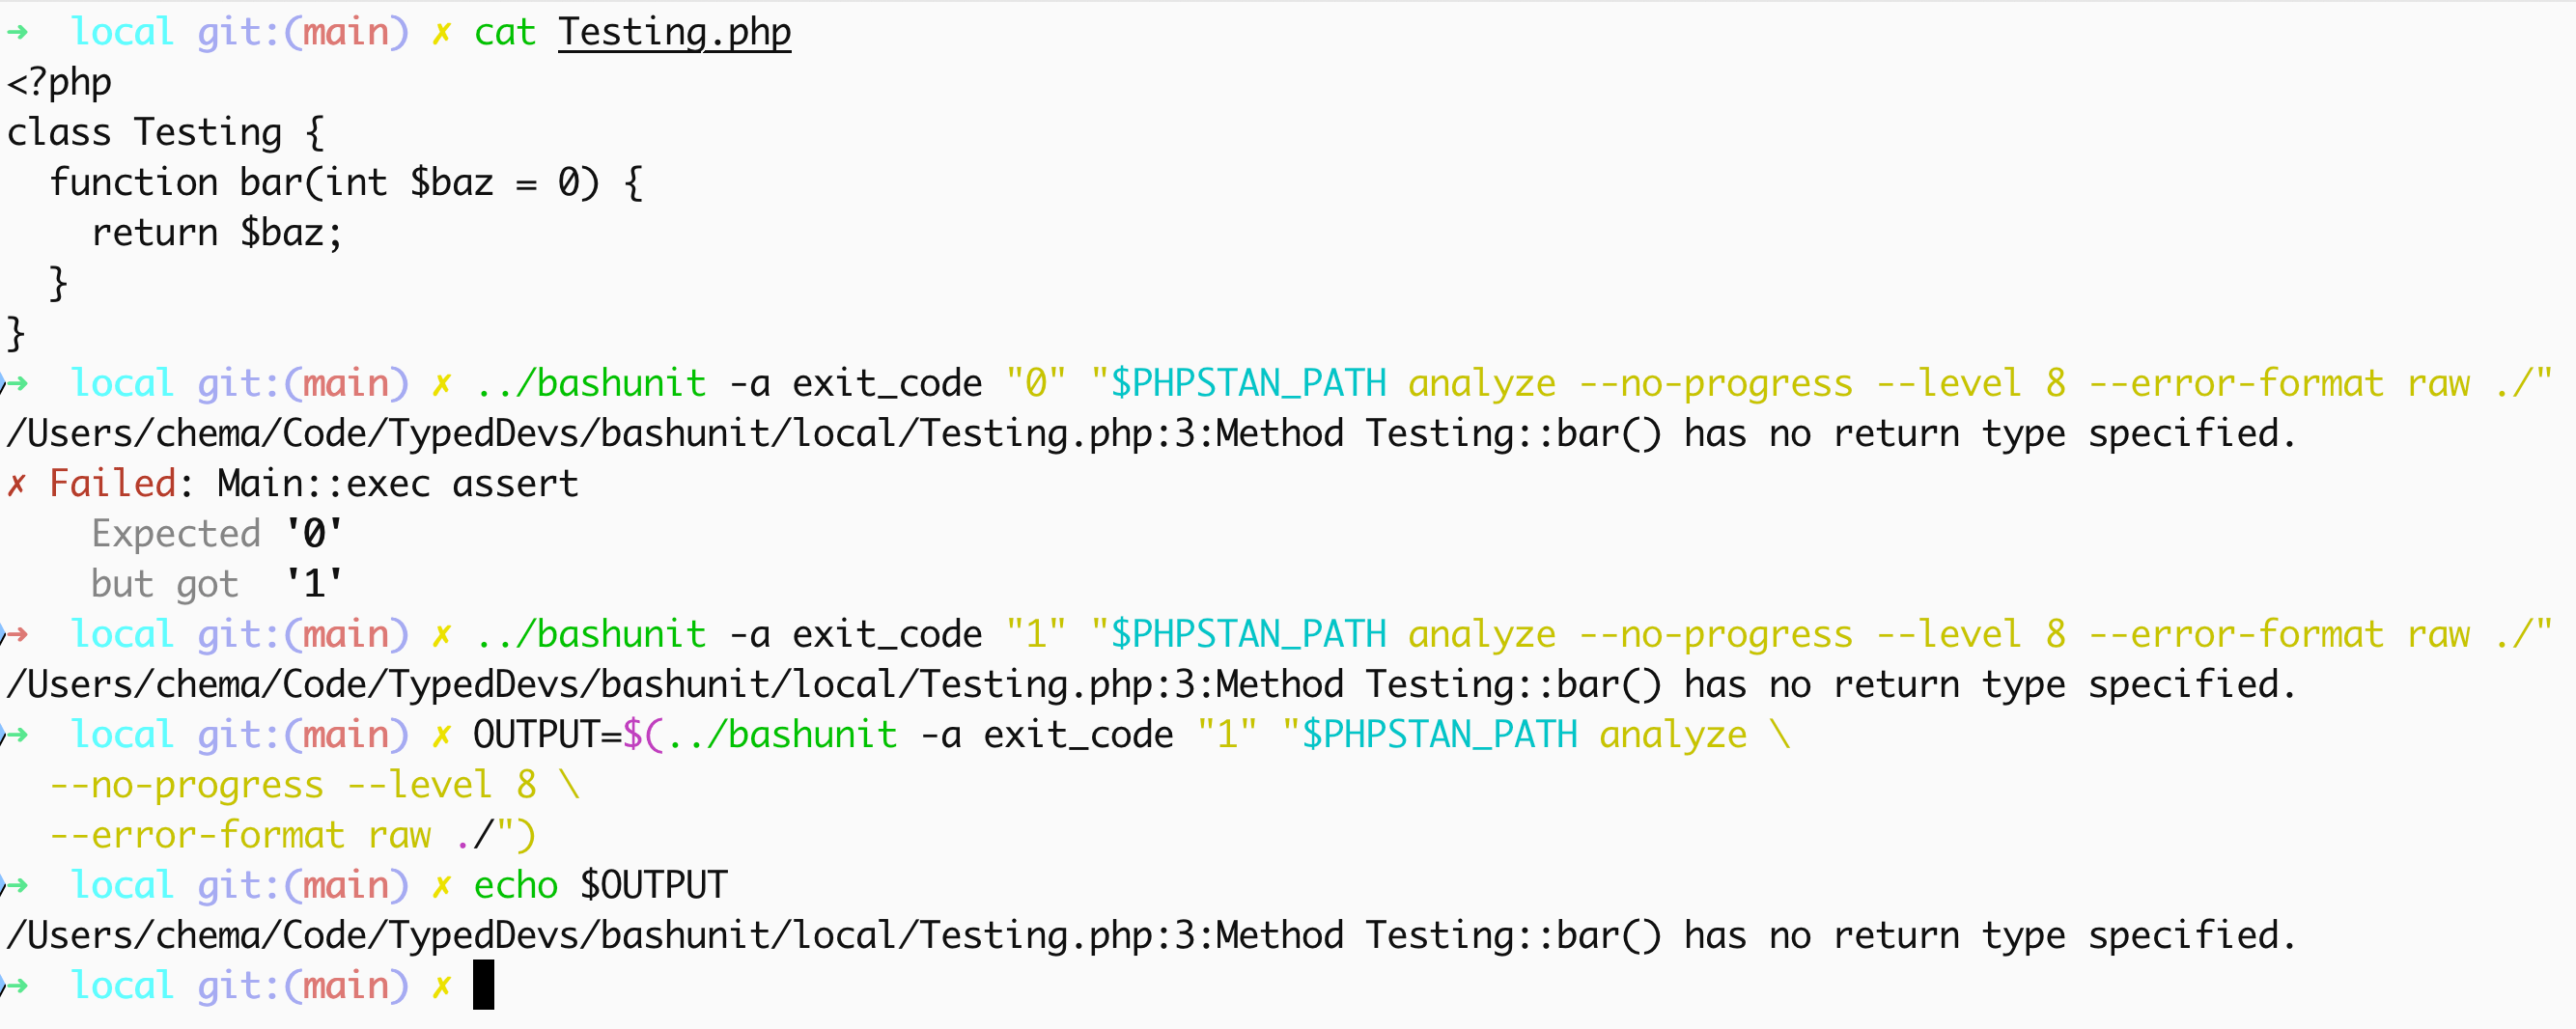 ➜  local git:(main) ✗ cat Testing.php
<?php
class Testing {
  function bar(int $baz = 0) {
    return $baz;
  }
}
➜  local git:(main) ✗ ../bashunit -a exit_code "0" "$PHPSTAN_PATH analyze --no-progress --level 8 --error-format raw ./"
/Users/chema/Code/TypedDevs/bashunit/local/Testing.php:3:Method Testing::bar() has no return type specified.
✗ Failed: Main::exec assert
    Expected '0'
    but got  '1'
➜  local git:(main) ✗ ../bashunit -a exit_code "1" "$PHPSTAN_PATH analyze --no-progress --level 8 --error-format raw ./"
/Users/chema/Code/TypedDevs/bashunit/local/Testing.php:3:Method Testing::bar() has no return type specified.
➜  local git:(main) ✗ OUTPUT=$(../bashunit -a exit_code "1" "$PHPSTAN_PATH analyze \
  --no-progress --level 8 \
  --error-format raw ./")
➜  local git:(main) ✗ echo $OUTPUT
/Users/chema/Code/TypedDevs/bashunit/local/Testing.php:3:Method Testing::bar() has no return type specified.
➜  local git:(main) ✗